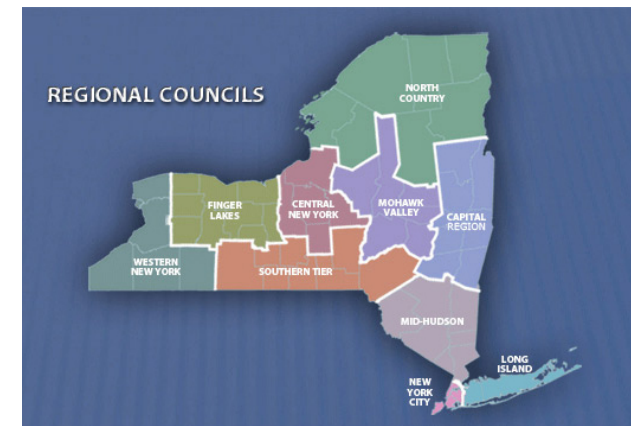 REGIONAL COUNCILS
NORTH
COUNTRY
FINGER
LAKES
CENTRAL
NEW YORK
MOHAWK
VALLEY
CAPITAL
REGION
WESTERN
NEW YORK
SOUTHERN TIER
MID-HUDSON
LONG
ISLAND
NEW
YORK
CITY